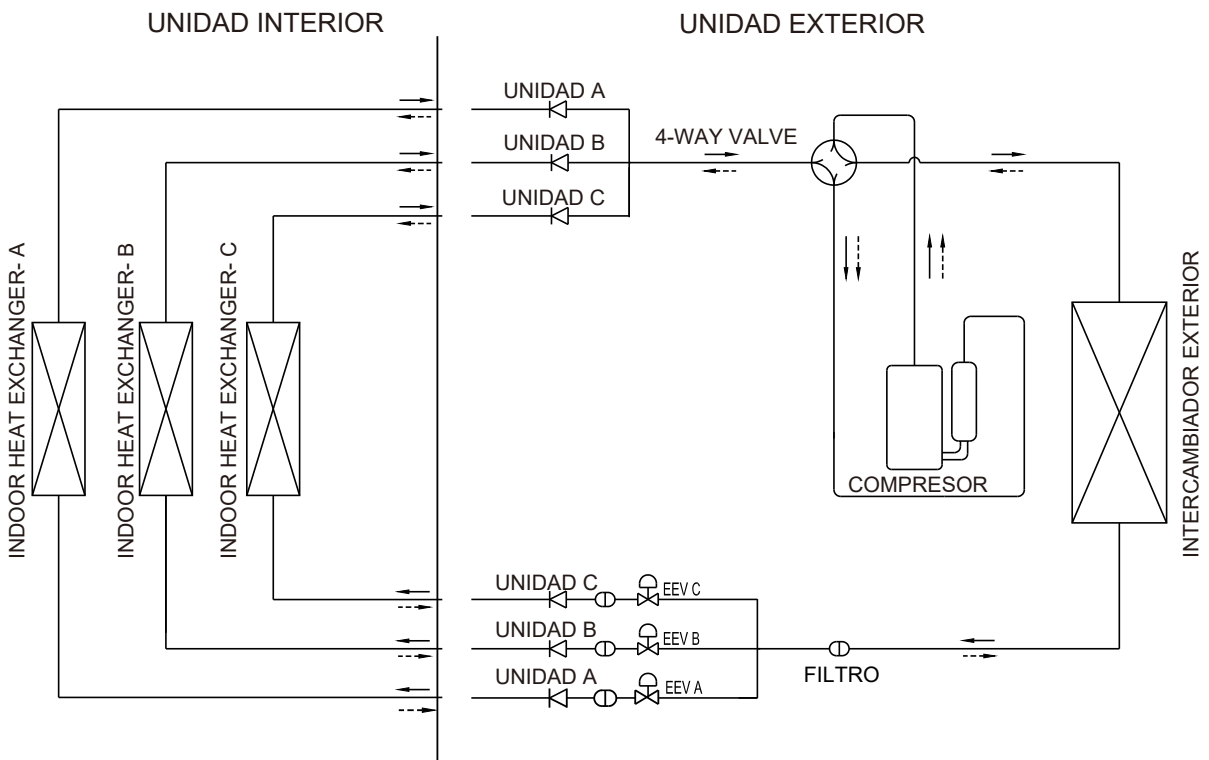 UNIDAD INTERIOR
UNIDAD EXTERIOR
UNIDAD A
UNIDAD B
UNIDAD C
4-WAY VALVE
INDOOR HEAT EXCHANGER- A
INDOOR HEAT EXCHANGER- B
INDOOR HEAT EXCHANGER- C
COMPRESOR
INTERCAMBIADOR EXTERIOR
UNIDAD C
EEV C
UNIDAD B
EEV B
UNIDAD A
EEV A
FILTRO